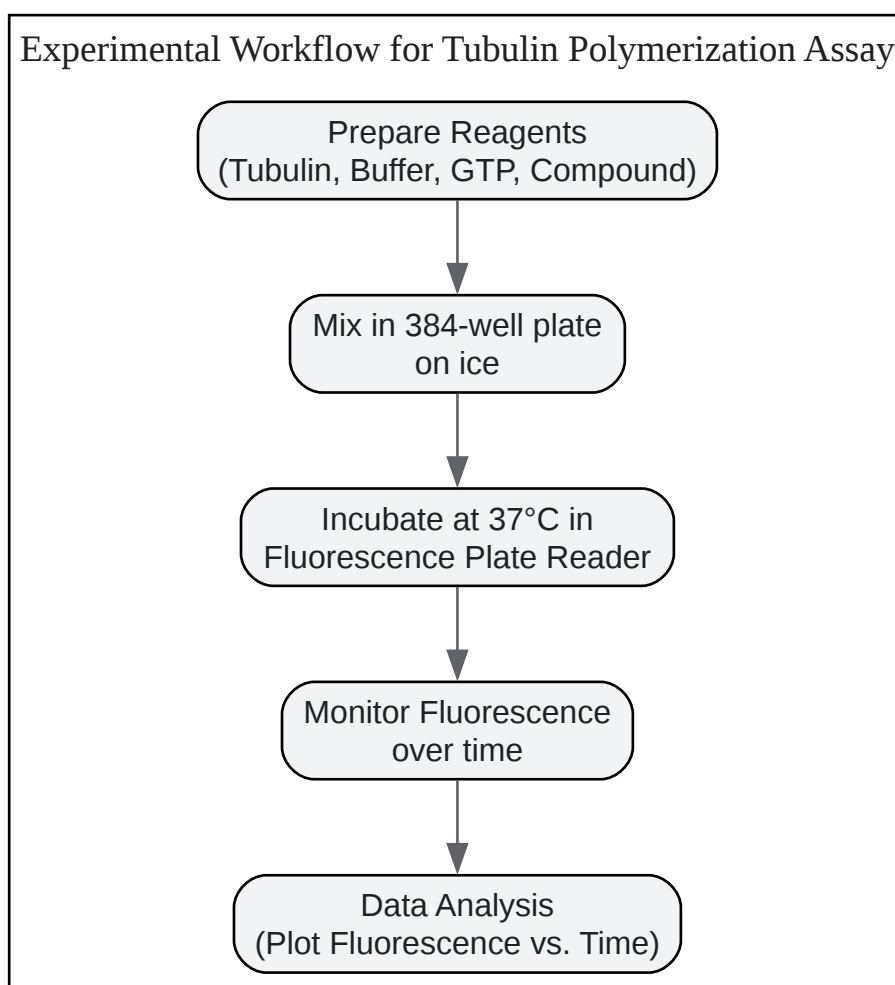 Experimental Workflow for Tubulin Polymerization Assay
Prepare Reagents
(Tubulin, Buffer, GTP, Compound)
Mix in 384-well plate
on ice
Incubate at 37°C in
Fluorescence Plate Reader
Monitor Fluorescence
over time
Data Analysis
(Plot Fluorescence vs. Time)